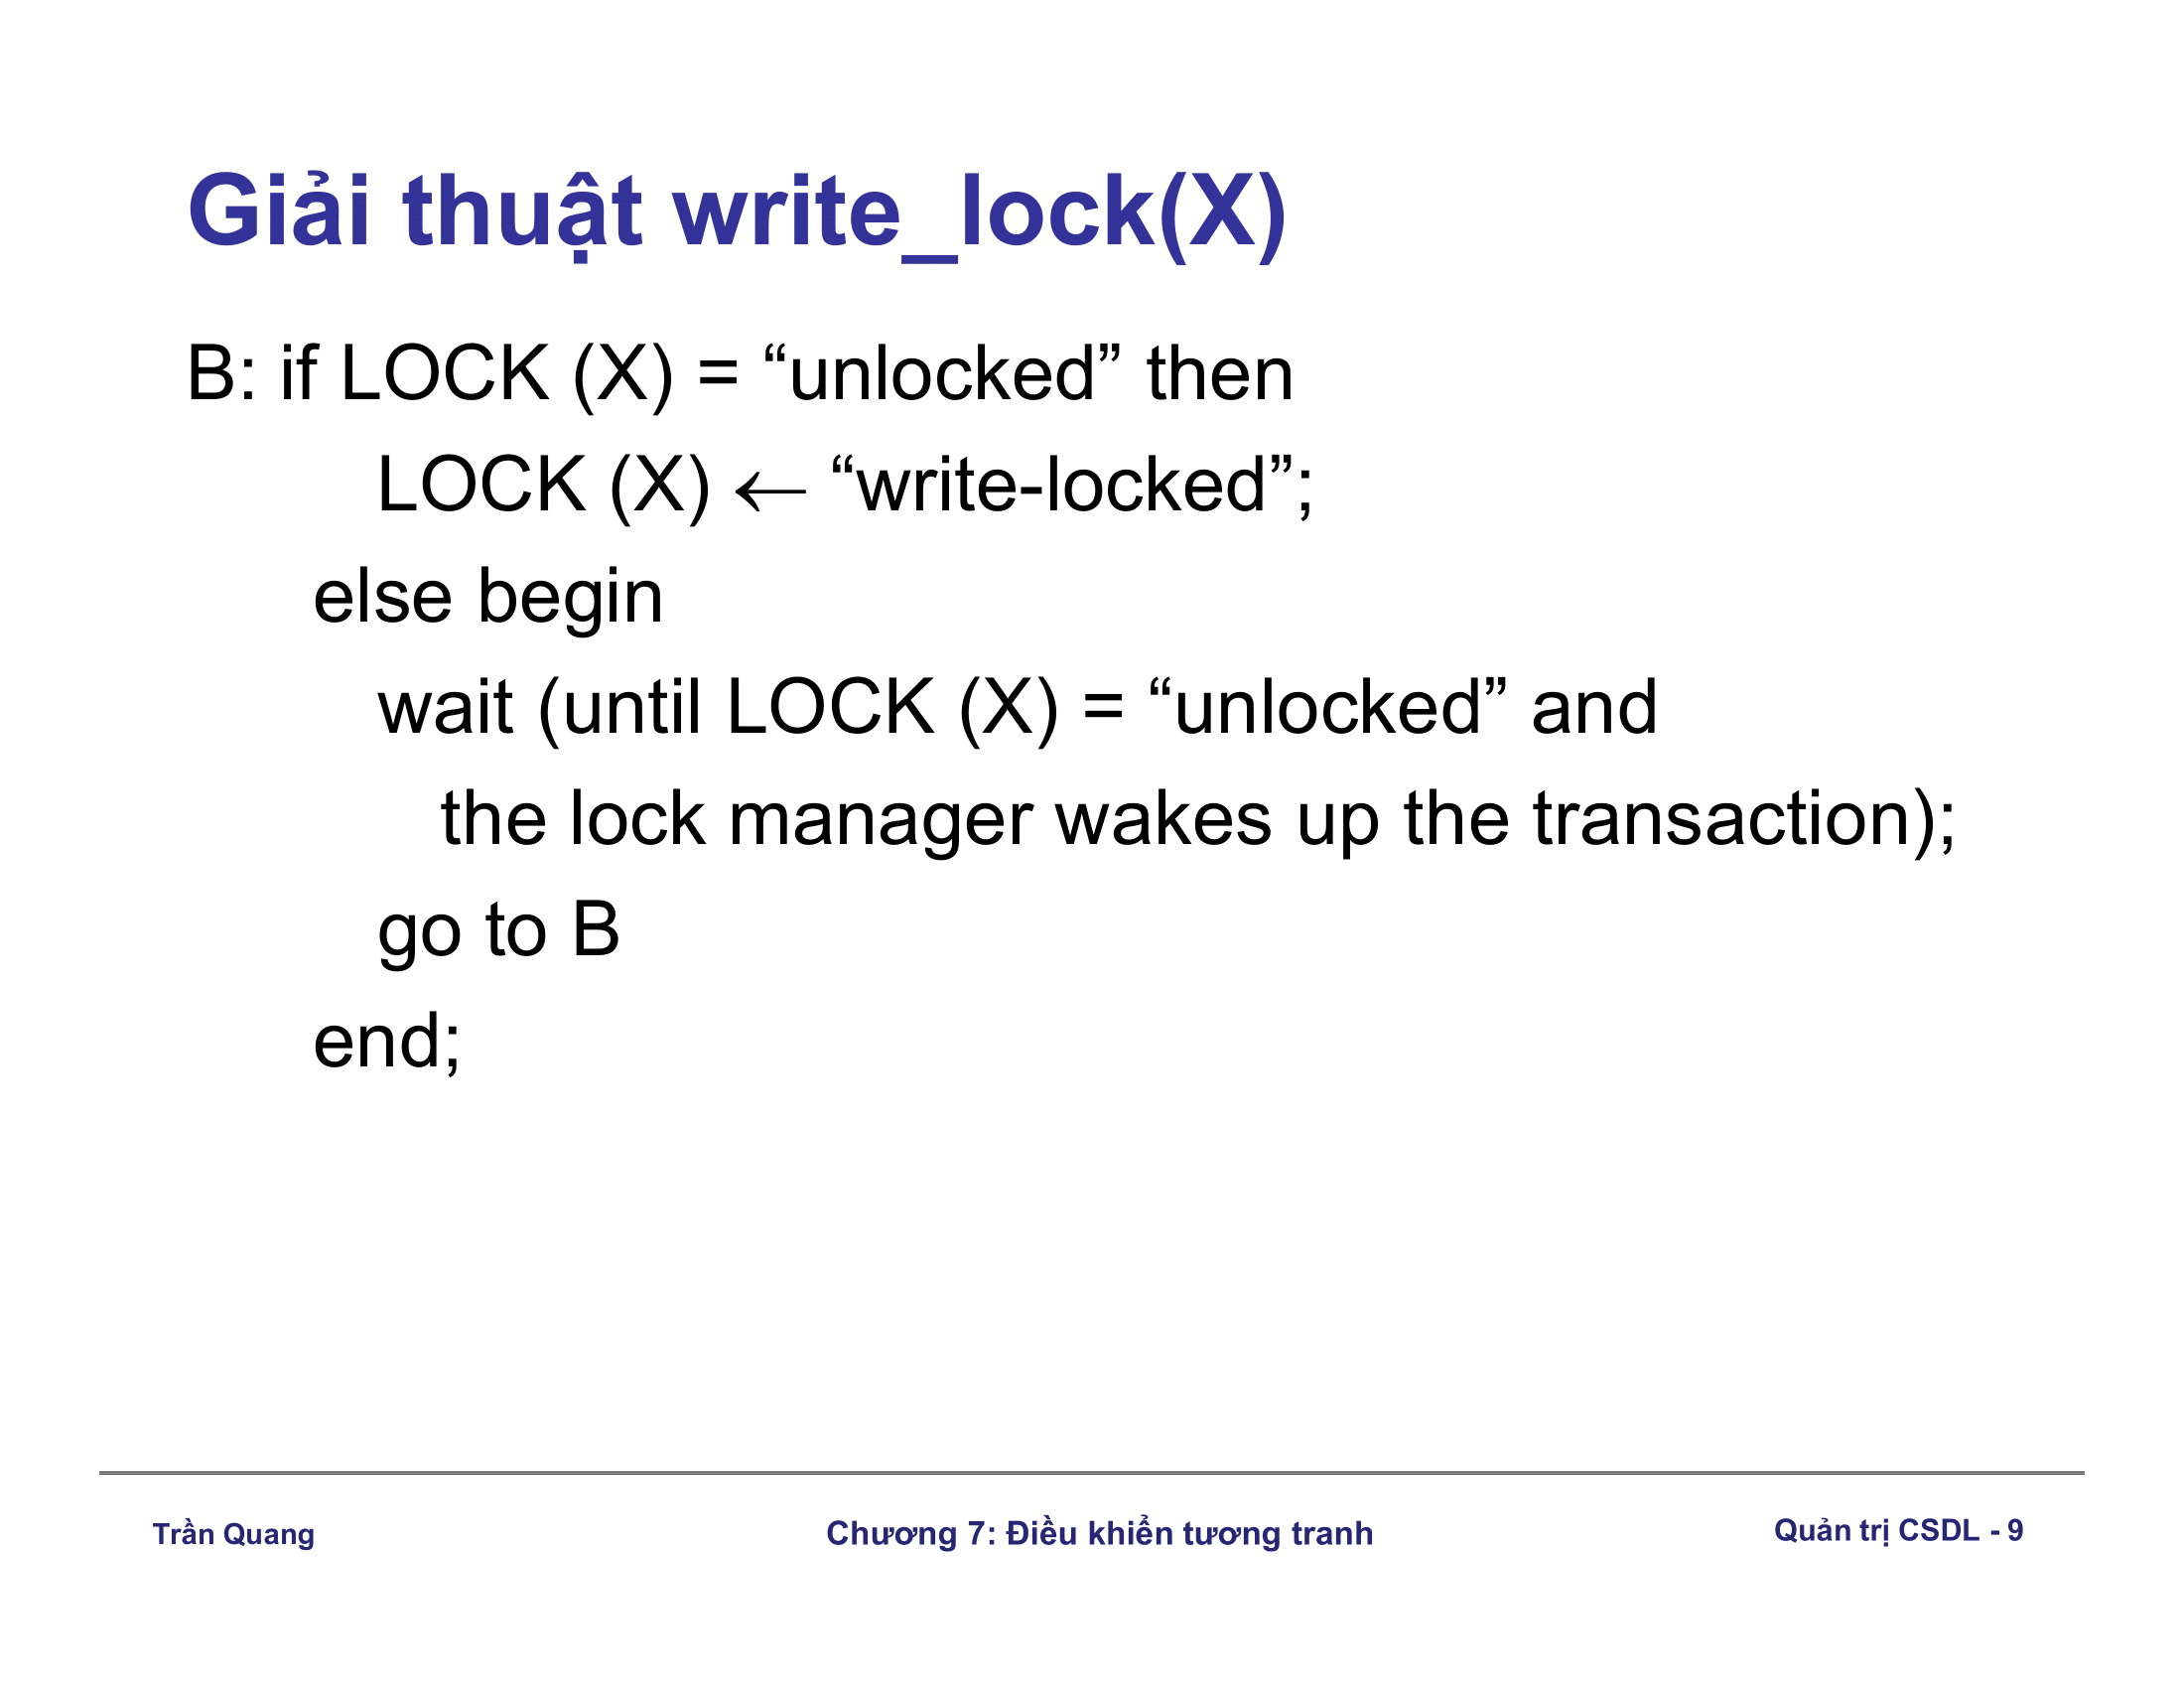 Giải thuật write_lock(X)
B: if LOCK (X) = “unlocked” then
LOCK (X) ← “write-locked”;
else begin
wait (until LOCK (X) = “unlocked” and
the lock manager wakes up the transaction);
go to B
end;
Trần Quang
Chương 7: Điều khiển tương tranh
Quản trị CSDL - 9